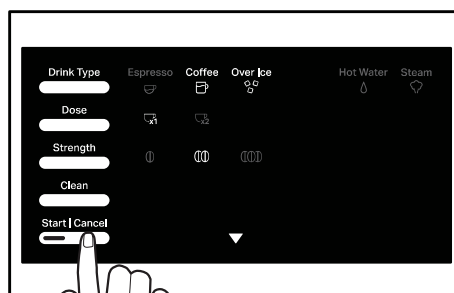 Drink Type Espresso Coffee Over Ice Hot Water Steam
Dose
x1 x2
Strength
Clean
Start | Cancel